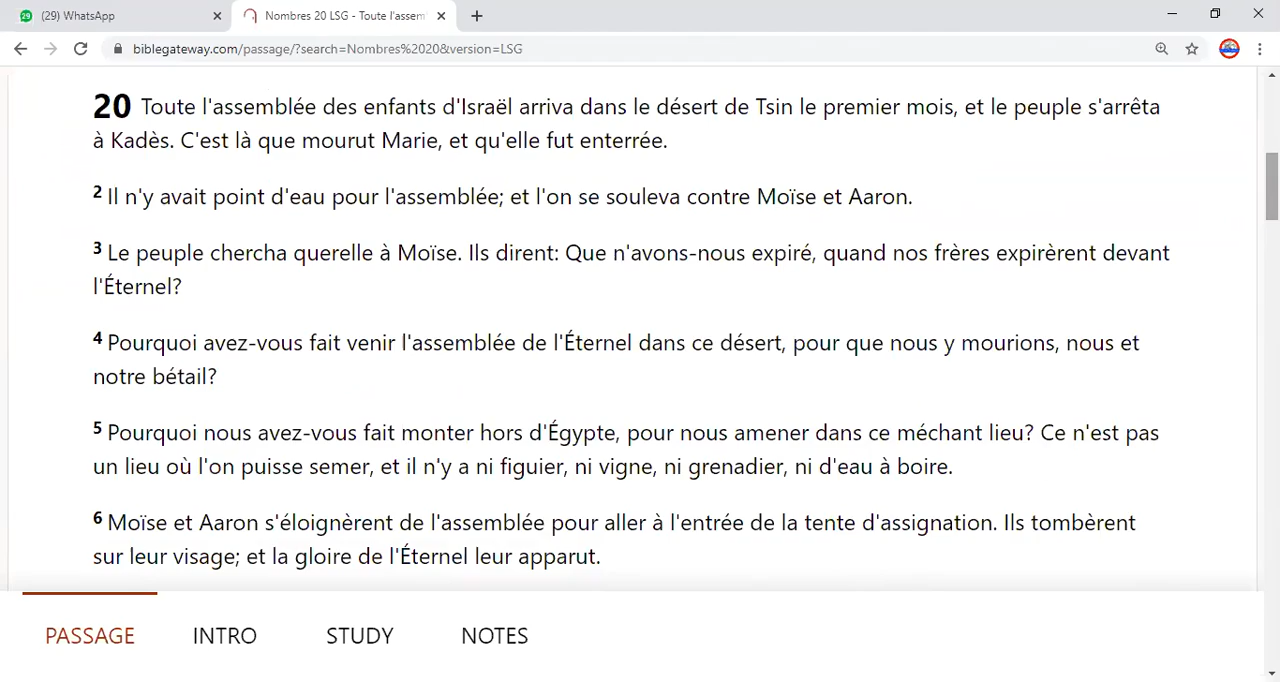 (29) WhatsApp
Nombres 20 LSG - Toute l'assem
biblegateway.com/passage/?search=Nombres%2020&version=LSG
20 Toute l'assemblée des enfants d'Israël arriva dans le désert de Tsin le premier mois, et le peuple s'arrêta
à Kadès. C'est là que mourut Marie, et qu'elle fut enterrée.
2 Il n'y avait point d'eau pour l'assemblée; et l'on se souleva contre Moïse et Aaron.
3 Le peuple chercha querelle à Moïse. Ils dirent: Que n'avons-nous expiré, quand nos frères expirèrent devant
l'Éternel?
4 Pourquoi avez-vous fait venir l'assemblée de l'Éternel dans ce désert, pour que nous y mourions, nous et
notre bétail?
5 Pourquoi nous avez-vous fait monter hors d'Égypte, pour nous amener dans ce méchant lieu? Ce n'est pas
un lieu où l'on puisse semer, et il n'y a ni figuier, ni vigne, ni grenadier, ni d'eau à boire.
6 Moïse et Aaron s'éloignèrent de l'assemblée pour aller à l'entrée de la tente d'assignation. Ils tombèrent
sur leur visage; et la gloire de l'Éternel leur apparut.
PASSAGE INTRO STUDY NOTES